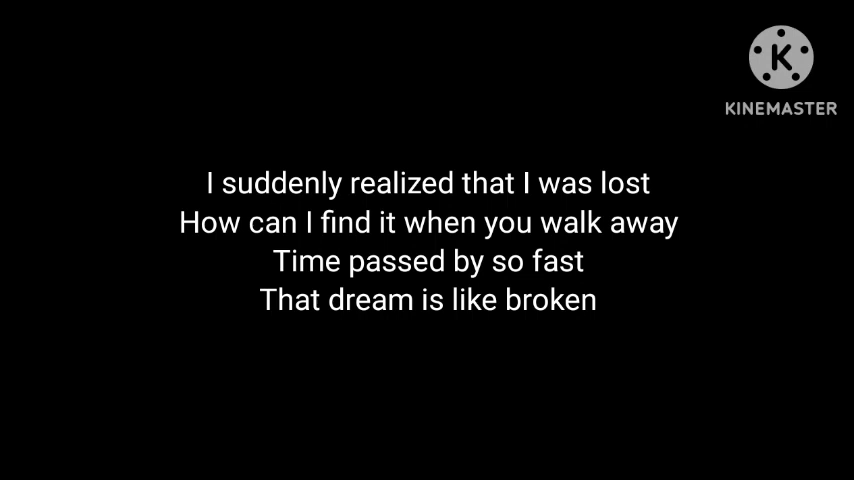 K
KINEMASTER
I suddenly realized that I was lost
How can I find it when you walk away
Time passed by so fast
That dream is like broken